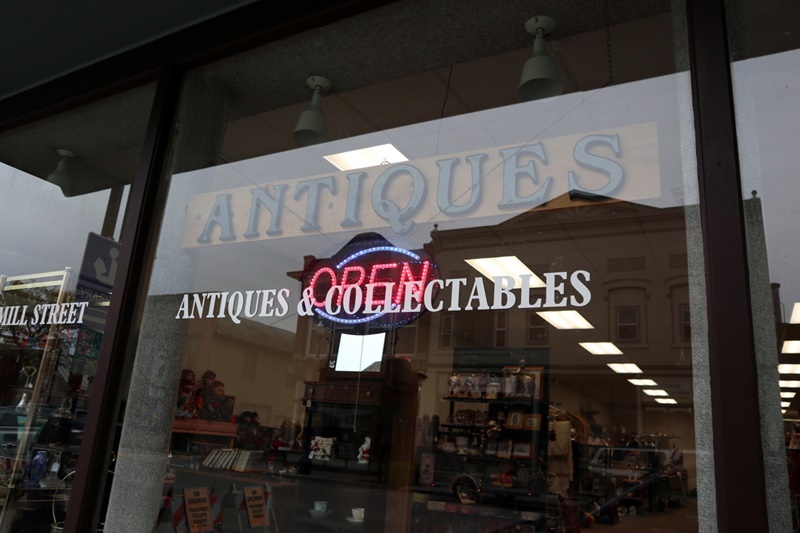 ANTIQUES
OPEN
ANTIQUES & COLLECTABLES
MILL STREET